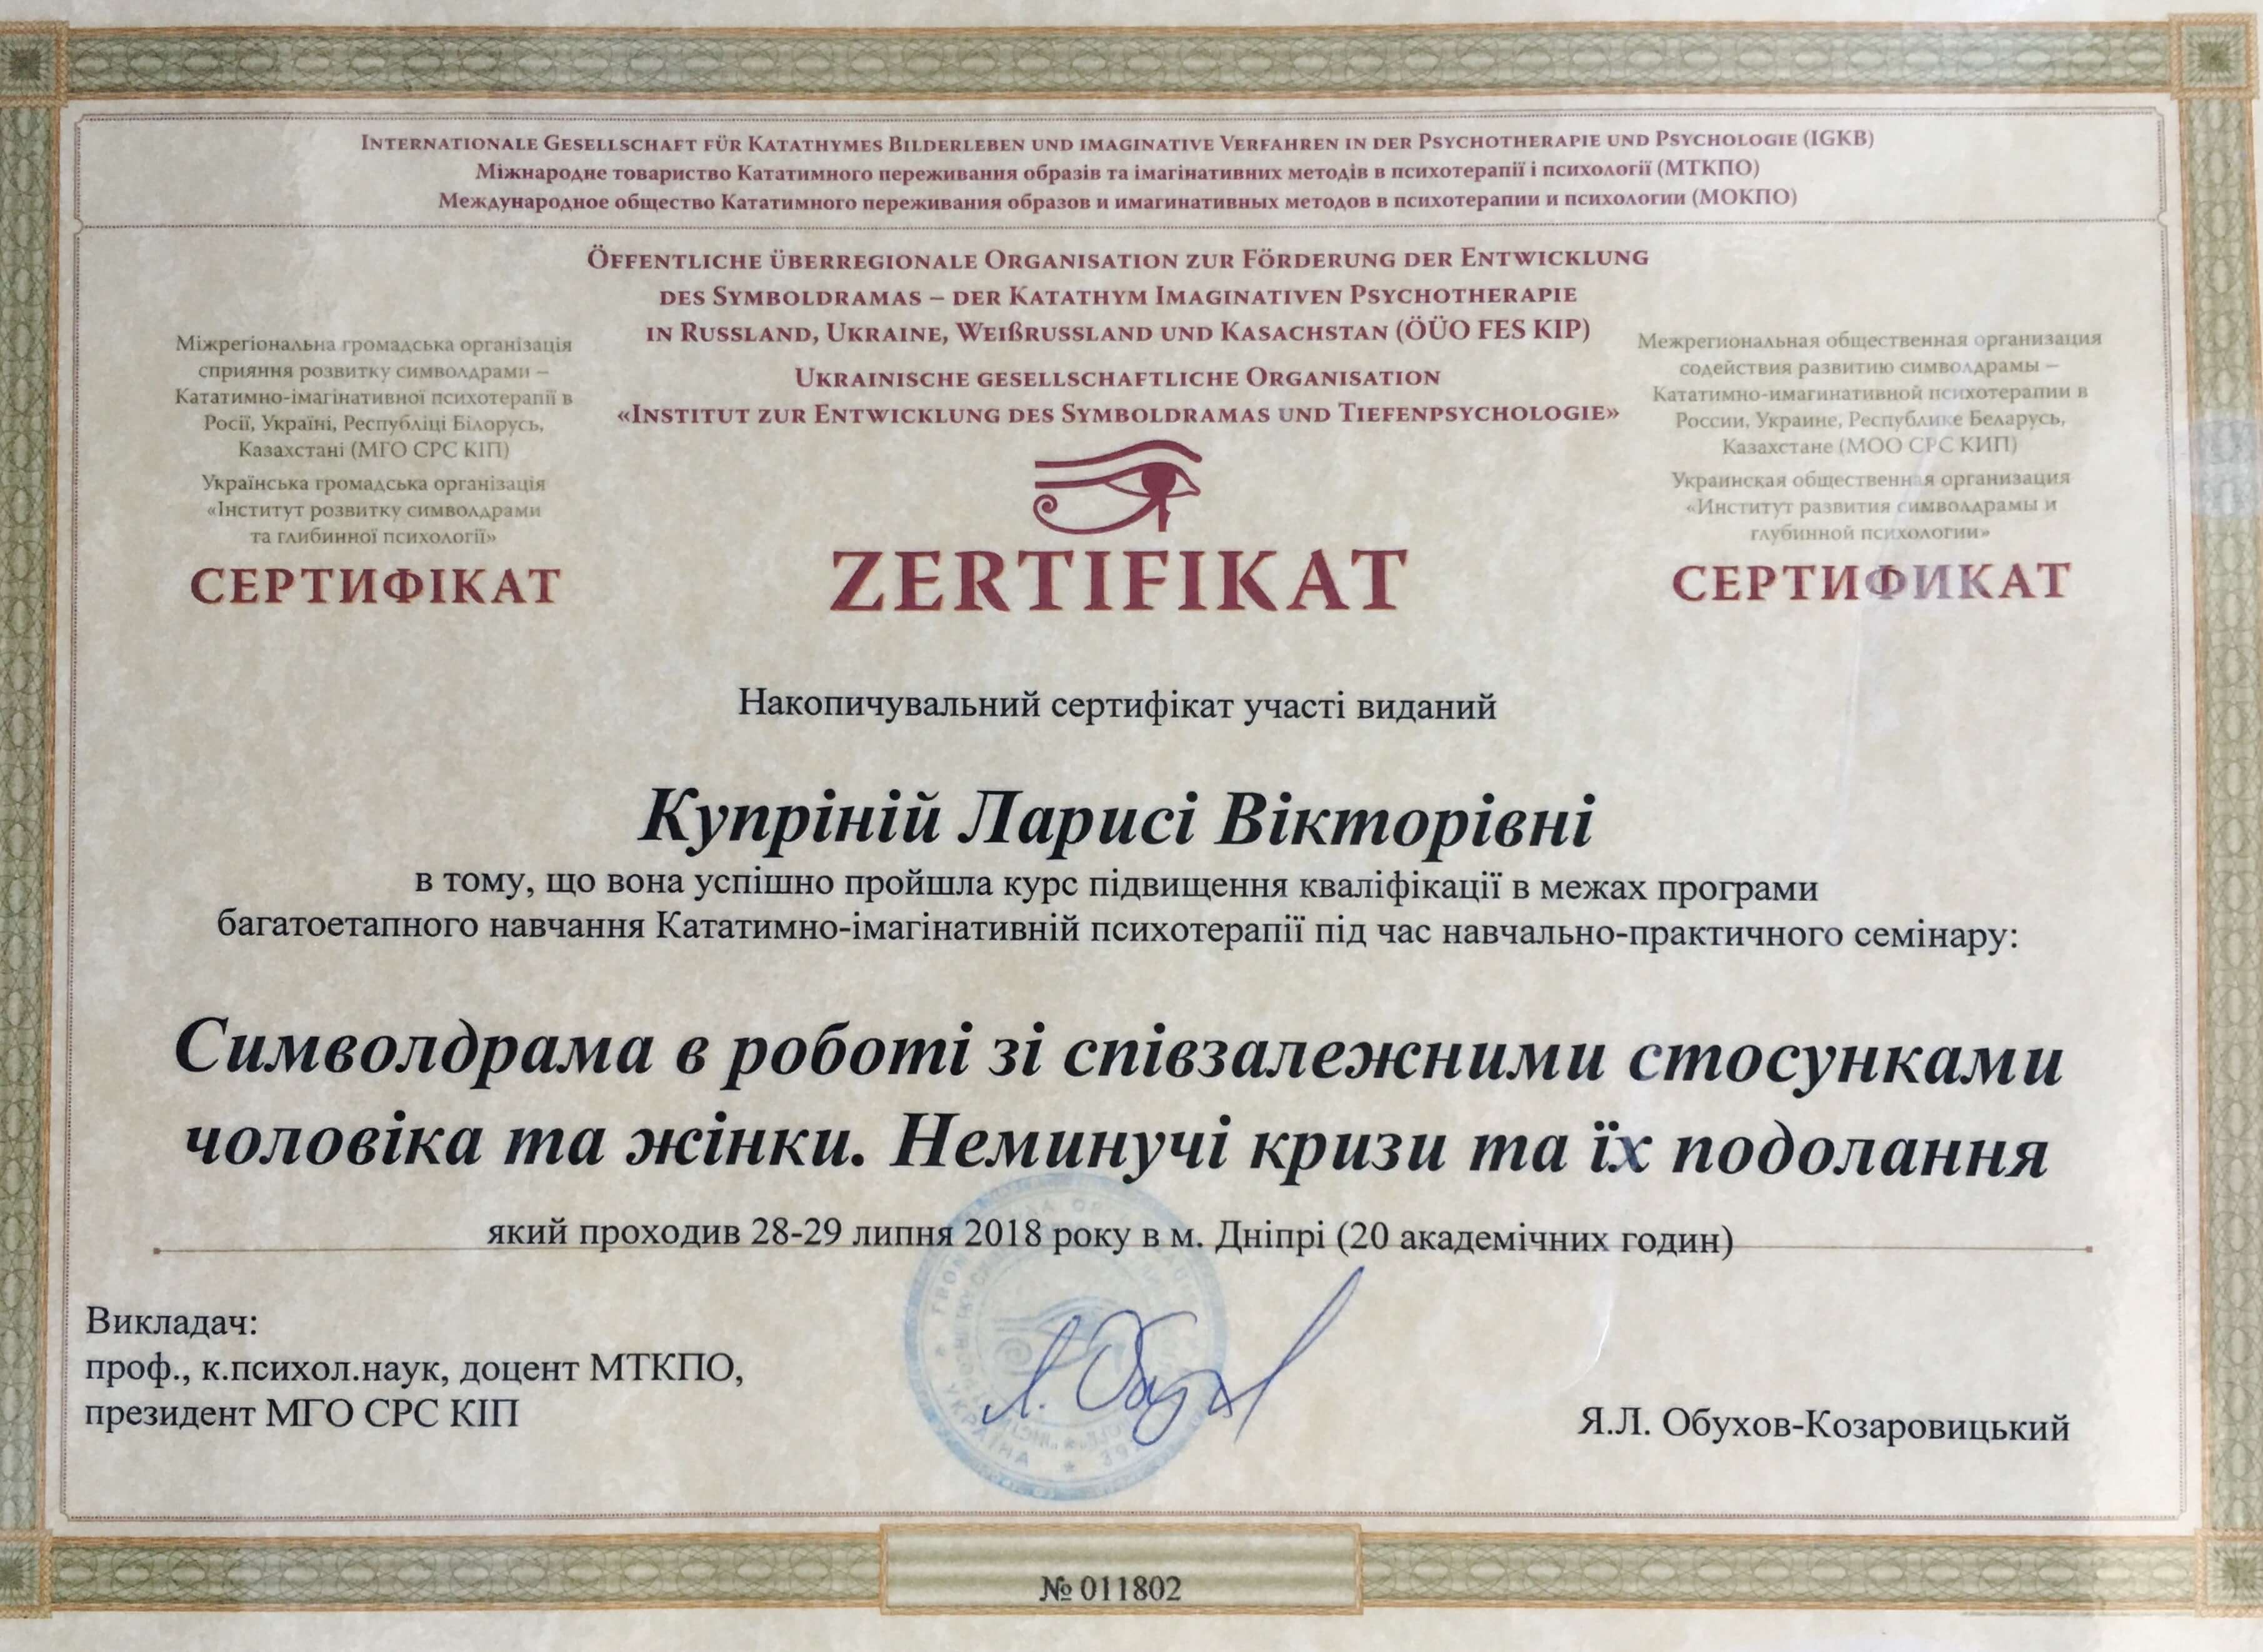 Internationale Gesellschaft für Katathymes Bilderleben und imaginative Verfahren in der Psychotherapie und Psychologie (IGKB)
Міжнародне товариство Кататимного переживання образів та імагінативних методів в психотерапії і психології (МТКПО)
Международное общество Кататимного переживания образов и имагинативных методов в психотерапии и психологии (МОКПО)
Öffentliche überregionale Organisation zur Förderung der Entwicklung
des Symboldramas – der Katathym Imaginativen Psychotherapie
in Russland, Ukraine, Weißrussland und Kasachstan (ÖÜO FES KIP)
Ukrainische gesellschaftliche Organisation
«Institut zur Entwicklung des Symboldramas und Tiefenpsychologie»
Міжрегіональна громадська організація
сприяння розвитку символдрами –
Кататимно-імагінативної психотерапії в
Росії, Україні, Республіці Білорусь,
Казахстані (МГО СРС КІП)
Українська громадська організація
«Інститут розвитку символдрами
та глибинної психології»
СЕРТИФІКАТ
ZERTIFIKAT
Межрегиональная общественная организация
содействия развитию символдрамы –
Кататимно-имагинативной психотерапии в
России, Украине, Республике Беларусь,
Казахстане (МОО СРС КИП)
Украинская общественная организация
«Институт развития символдрамы и
глубинной психологии»
СЕРТИФИКАТ
Накопичувальний сертифікат участі виданий
Купріній Ларисі Вікторівні
в тому, що вона успішно пройшла курс підвищення кваліфікації в межах програми
багатоетапного навчання Кататимно-імагінативній психотерапії під час навчально-практичного семінару:
Символдрама в роботі зі співзалежними стосунками
чоловіка та жінки. Неминучі кризи та їх подолання
який проходив 28-29 липня 2018 року в м. Дніпрі (20 академічних годин)
Викладач:
проф., к.психол.наук, доцент МТКПО,
президент МГО СРС КІП
Я.Л. Обухов-Козаровицький
УКРАЇНА
№ 011802